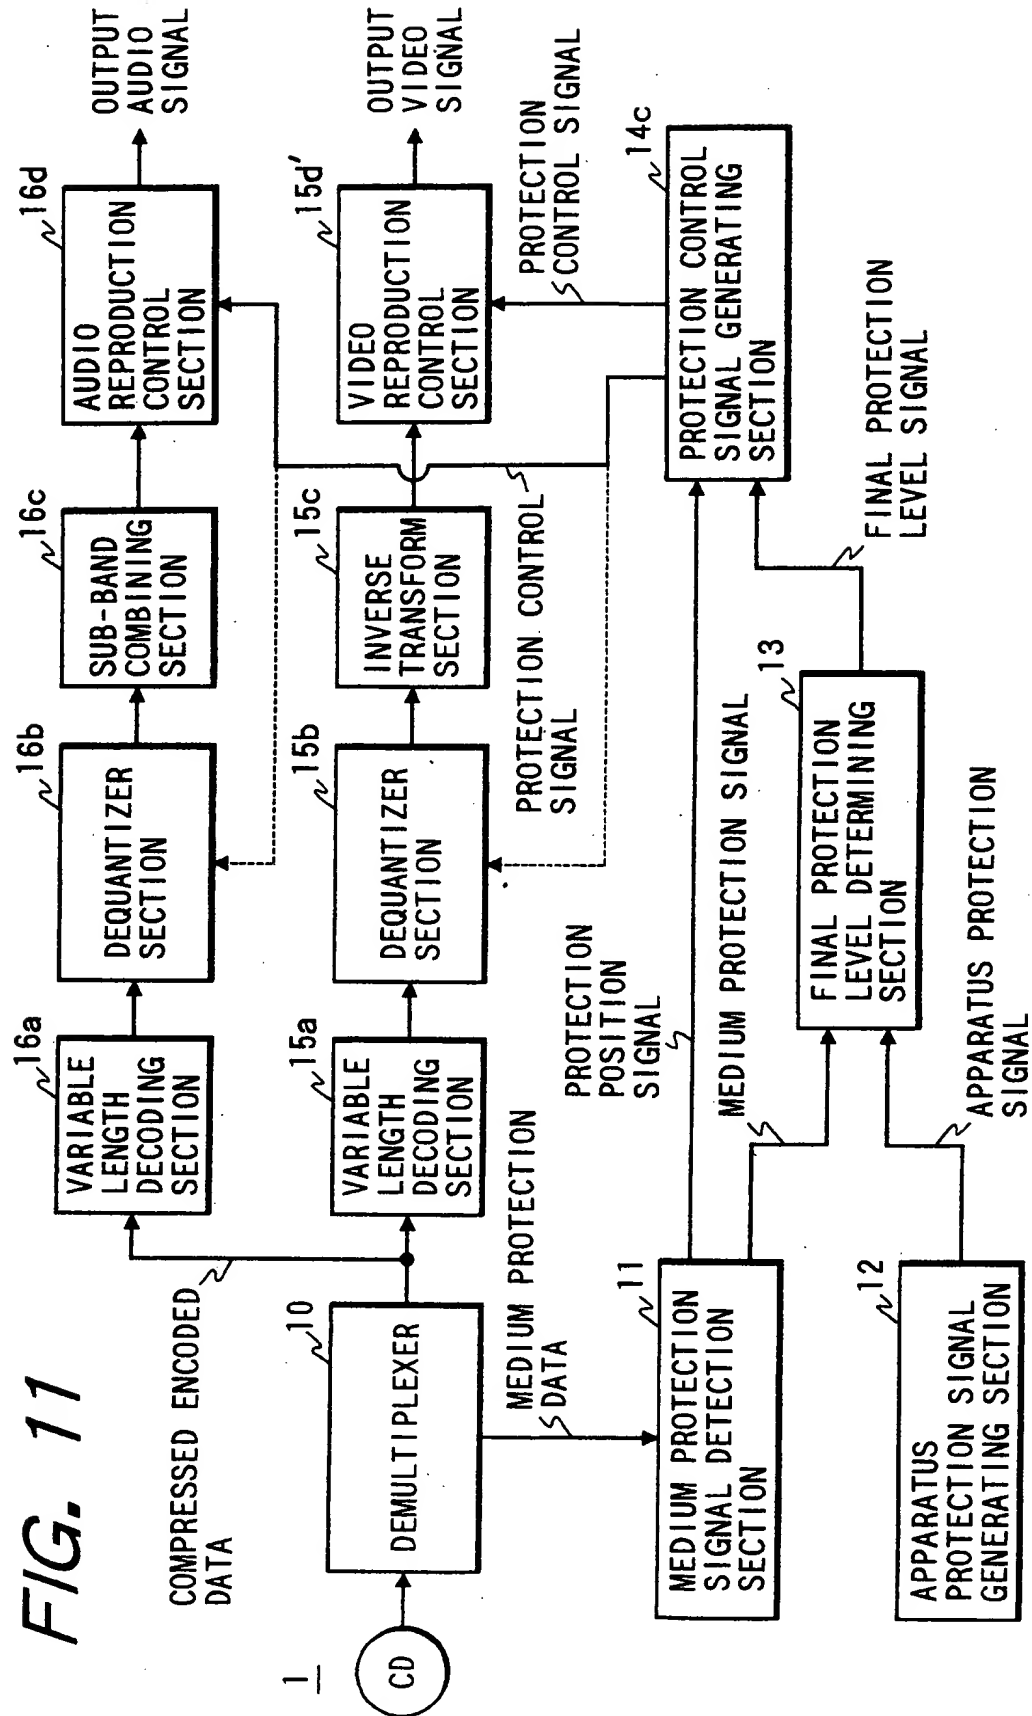 FIG. 11
1
CD
COMPRESSED ENCODED
DATA
10
DEMULTIPLEXER
16a
VARIABLE
LENGTH
DECODING
SECTION
16b
DEQUANTIZER
SECTION
16c
SUB-BAND
COMBINING
SECTION
16d
AUDIO
REPRODUCTION
CONTROL
SECTION
OUTPUT
AUDIO
SIGNAL
15a
VARIABLE
LENGTH
DECODING
SECTION
15b
DEQUANTIZER
SECTION
15c
INVERSE
TRANSFORM
SECTION
15d'
VIDEO
REPRODUCTION
CONTROL
SECTION
OUTPUT
VIDEO
SIGNAL
MEDIUM PROTECTION
DATA
PROTECTION
POSITION
SIGNAL
PROTECTION CONTROL
SIGNAL
PROTECTION
CONTROL SIGNAL
11
MEDIUM PROTECTION
SIGNAL DETECTION
SECTION
MEDIUM PROTECTION SIGNAL
14c
PROTECTION CONTROL
SIGNAL GENERATING
SECTION
12
APPARATUS
PROTECTION SIGNAL
GENERATING SECTION
APPARATUS PROTECTION
SIGNAL
13
FINAL PROTECTION
LEVEL DETERMINING
SECTION
FINAL PROTECTION
LEVEL SIGNAL